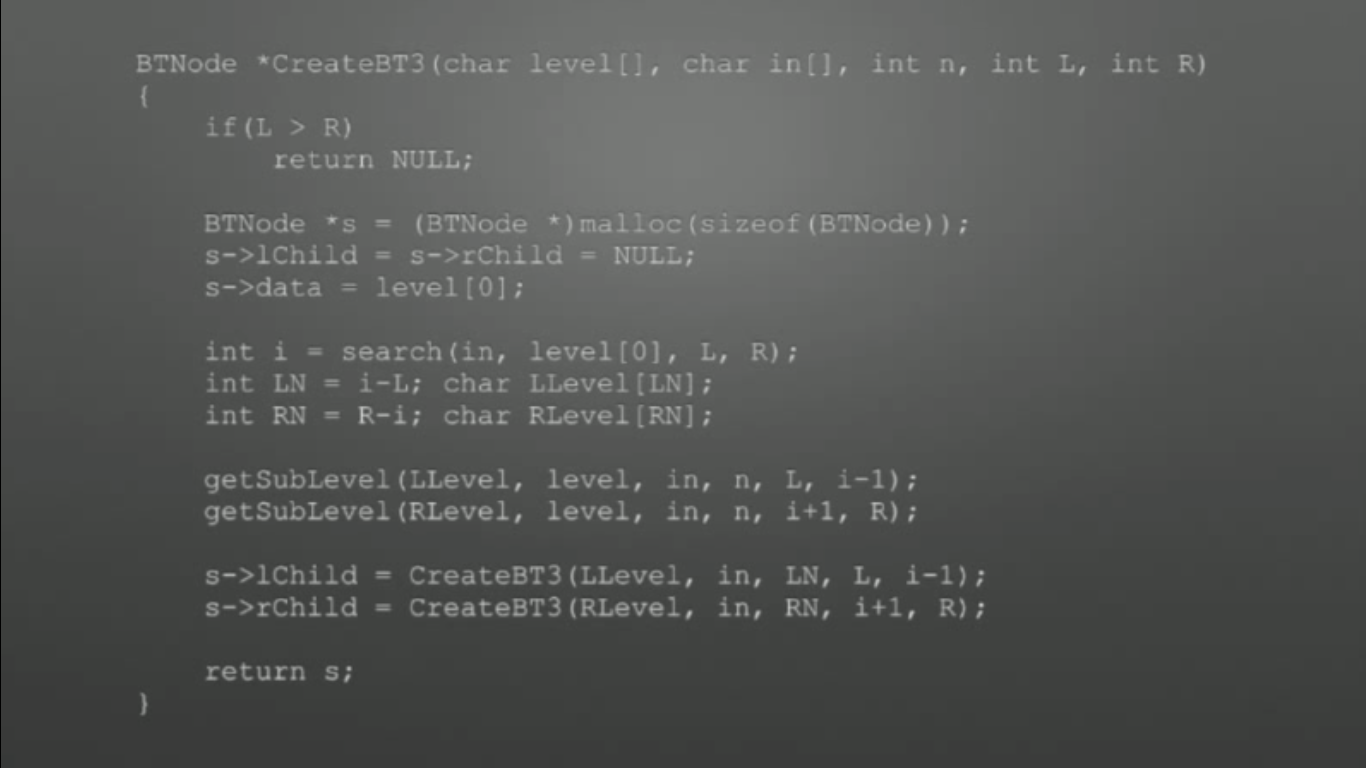 BTNode *CreateBT3(char level[], char in[], int n, int L, int R)
{
    if(L > R)
        return NULL;
    BTNode *s = (BTNode *)malloc(sizeof(BTNode));
    s->lChild = s->rChild = NULL;
    s->data = level[0];
    int i = search(in, level[0], L, R);
    int LN = i-L; char LLevel[LN];
    int RN = R-i; char RLevel[RN];
    getSubLevel(LLevel, level, in, n, L, i-1);
    getSubLevel(RLevel, level, in, n, i+1, R);
    s->lChild = CreateBT3(LLevel, in, LN, L, i-1);
    s->rChild = CreateBT3(RLevel, in, RN, i+1, R);
    return s;
}